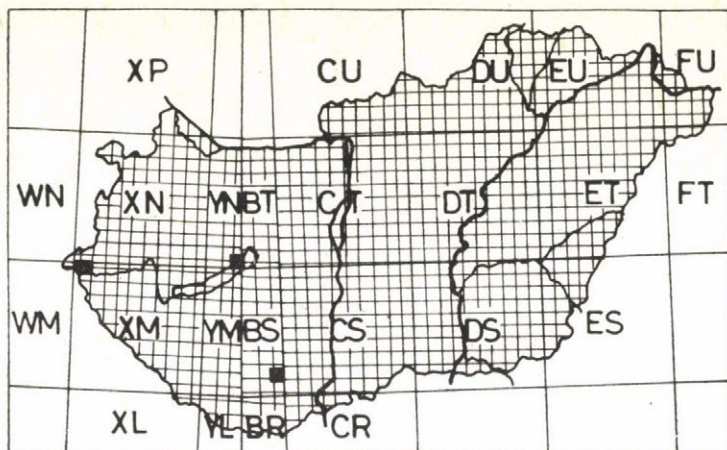 XP CU DU EU FU
WN XN YN BT CT DT ET FT
WM XM YM BS CS DS ES
XL YL BR CR